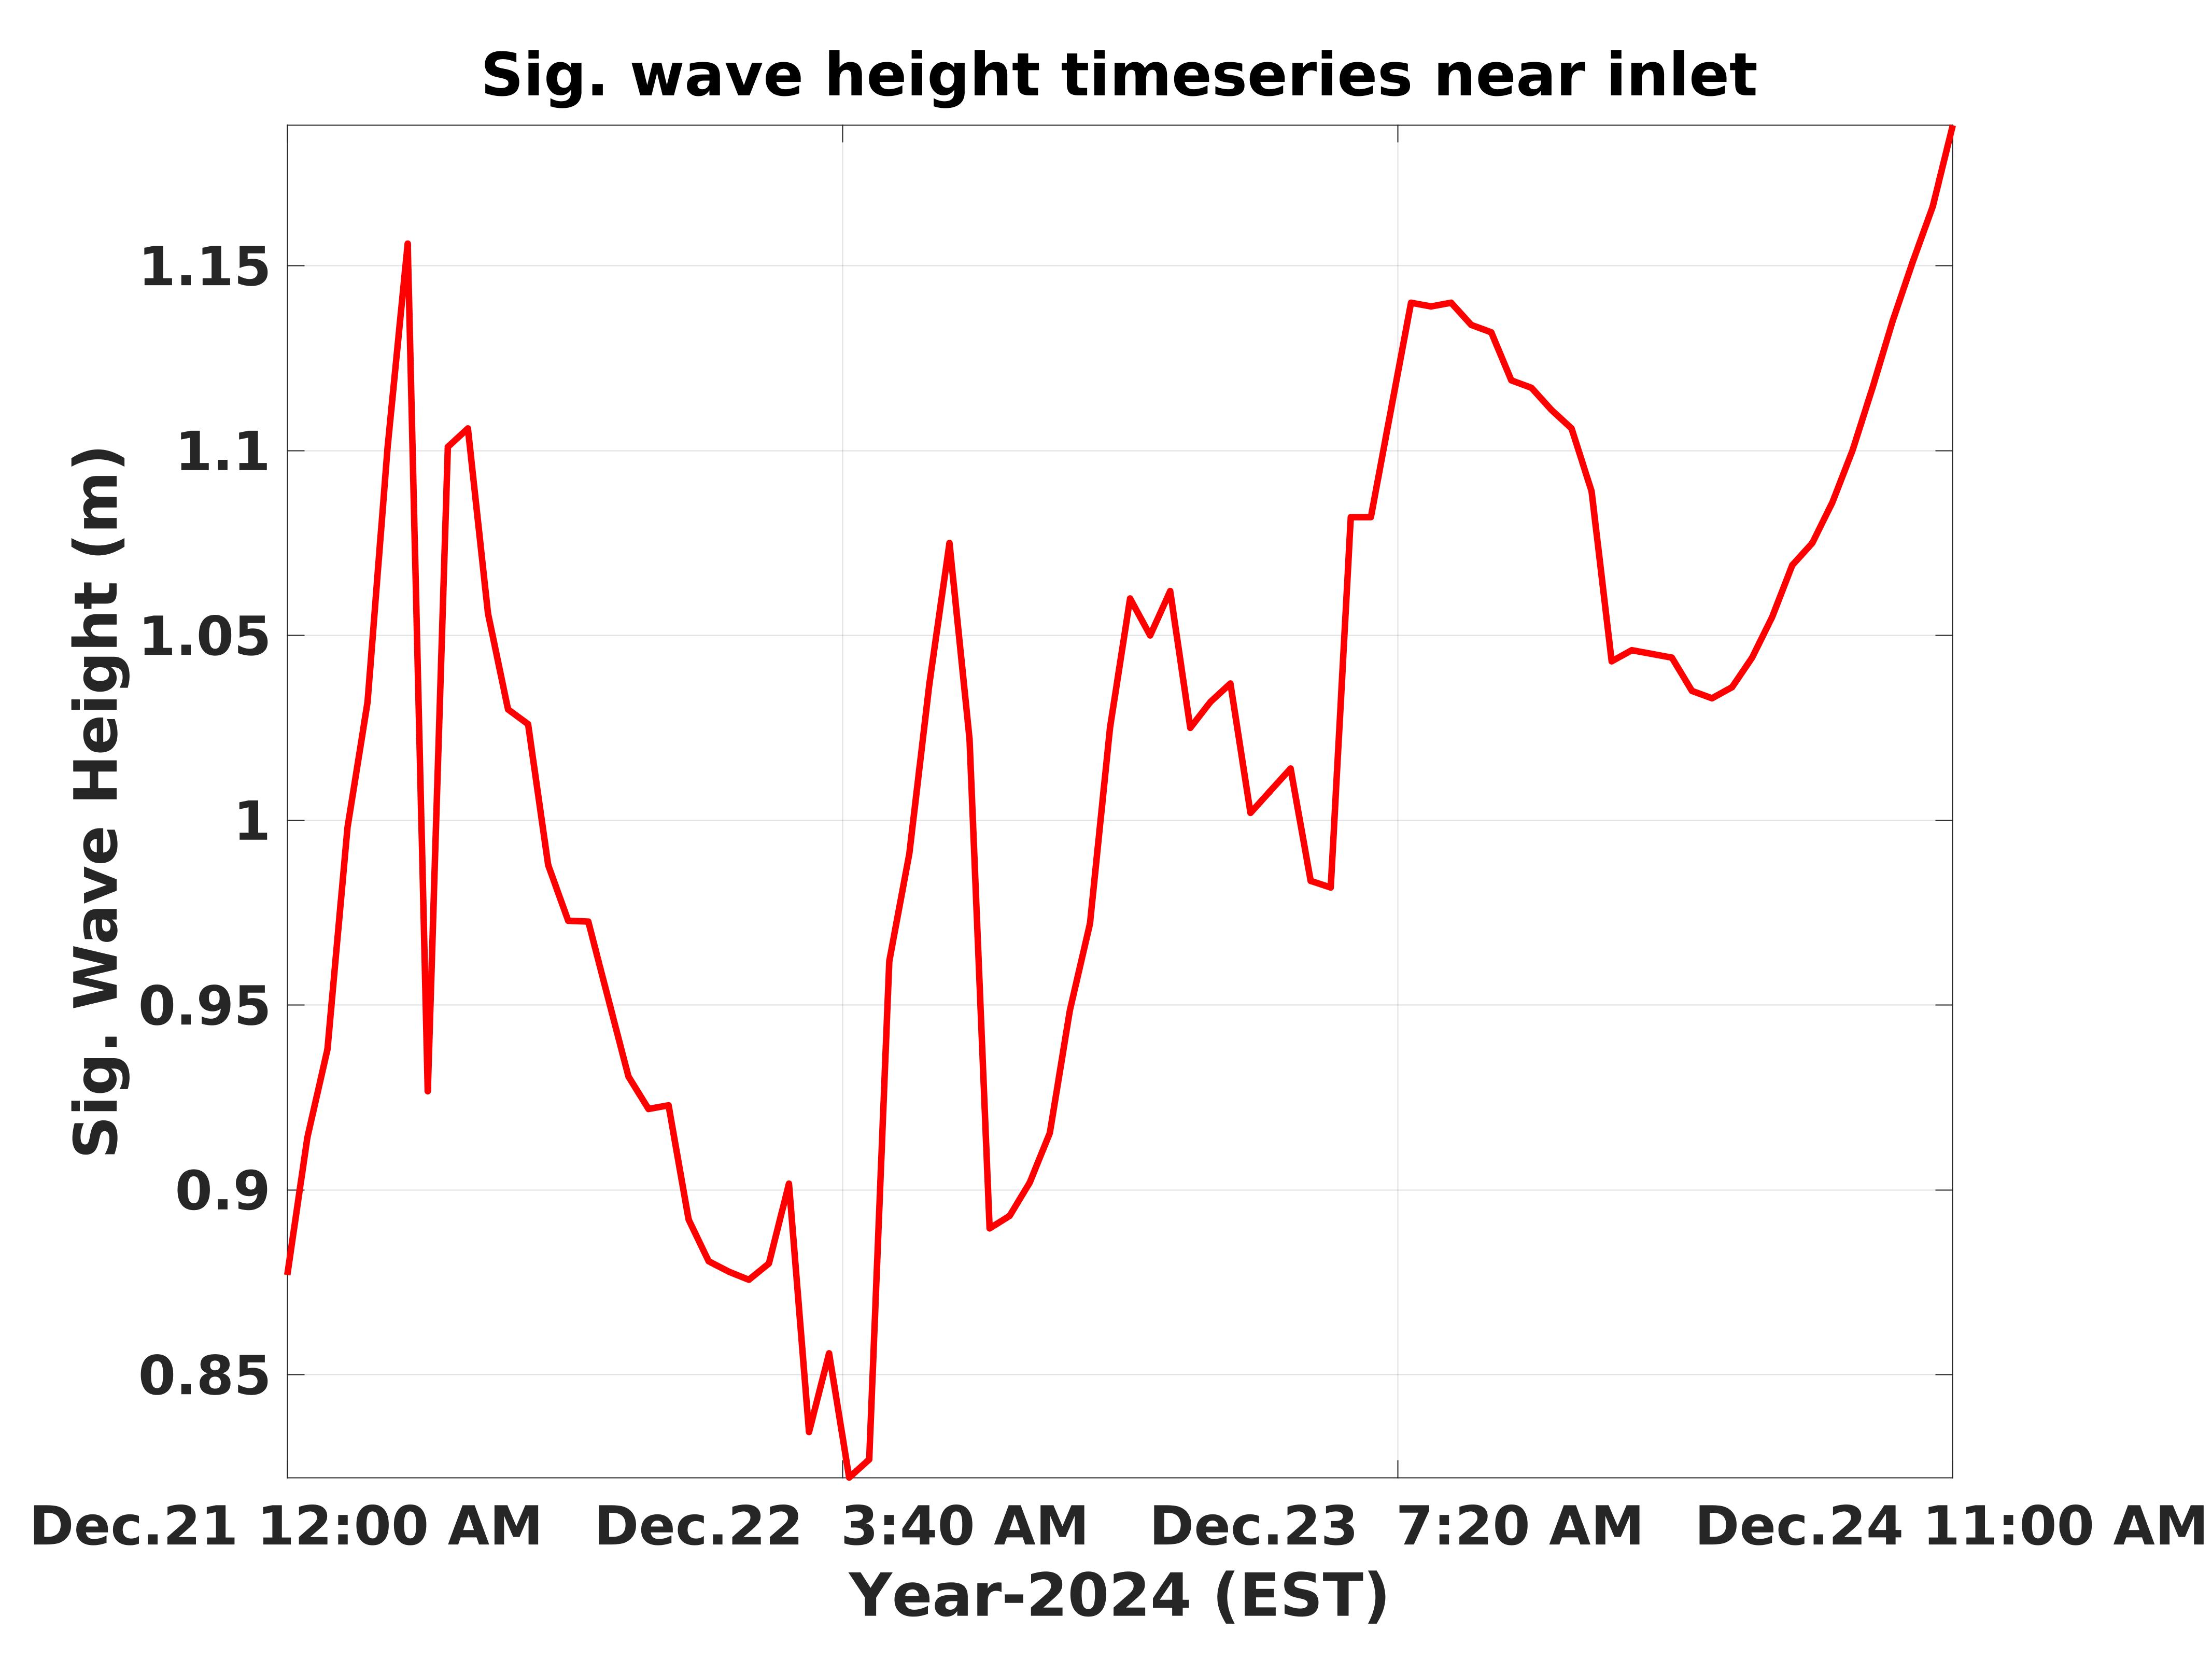 Sig. wave height timeseries near inlet
Sig. Wave Height (m)
1.15
1.1
1.05
1
0.95
0.9
0.85
Dec.21 12:00 AM Dec.22 3:40 AM Dec.23 7:20 AM Dec.24 11:00 AM
Year-2024 (EST)